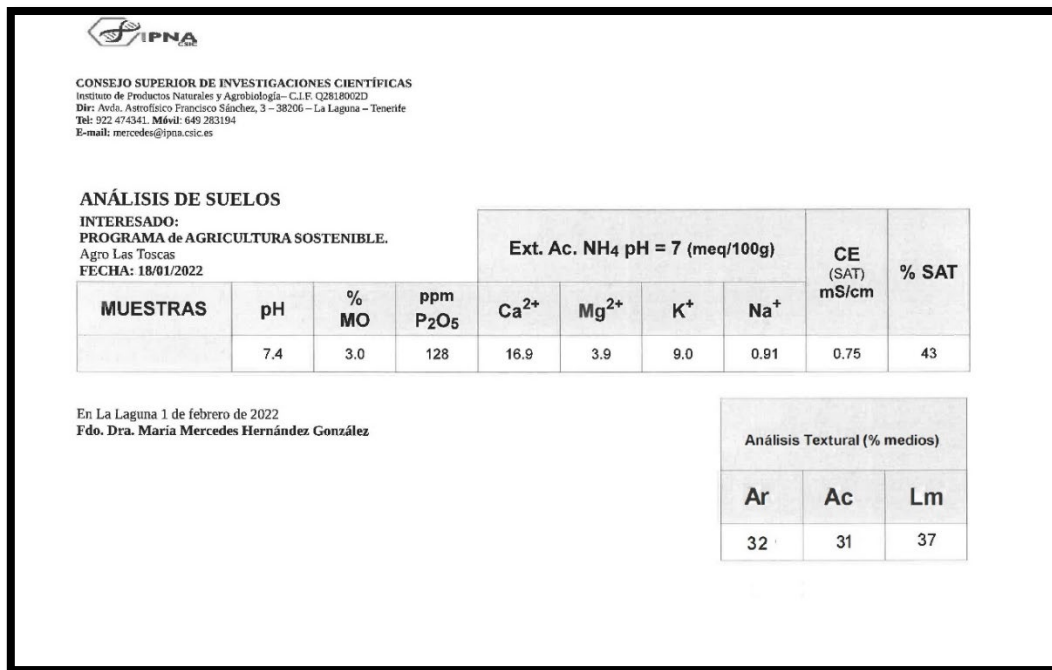 IPNA
CSIC
CONSEJO SUPERIOR DE INVESTIGACIONES CIENTÍFICAS
Instituto de Productos Naturales y Agrobiología– C.I.F. Q2818002D
Dir: Avda. Astrofísico Francisco Sánchez, 3 – 38206 – La Laguna – Tenerife
Tel: 922 474341. Móvil: 649 283194
E-mail: mercedes@ipna.csic.es
ANÁLISIS DE SUELOS
INTERESADO:
PROGRAMA de AGRICULTURA SOSTENIBLE.
Agro Las Toscas
FECHA: 18/01/2022
Ext. Ac. NH4 pH = 7 (meq/100g)
CE
(SAT)
mS/cm
% SAT
MUESTRAS pH % MO ppm P2O5 Ca2+ Mg2+ K+ Na+
7.4 3.0 128 16.9 3.9 9.0 0.91 0.75 43
En La Laguna 1 de febrero de 2022
Fdo. Dra. María Mercedes Hernández González
Análisis Textural (% medios)
Ar Ac Lm
32 31 37